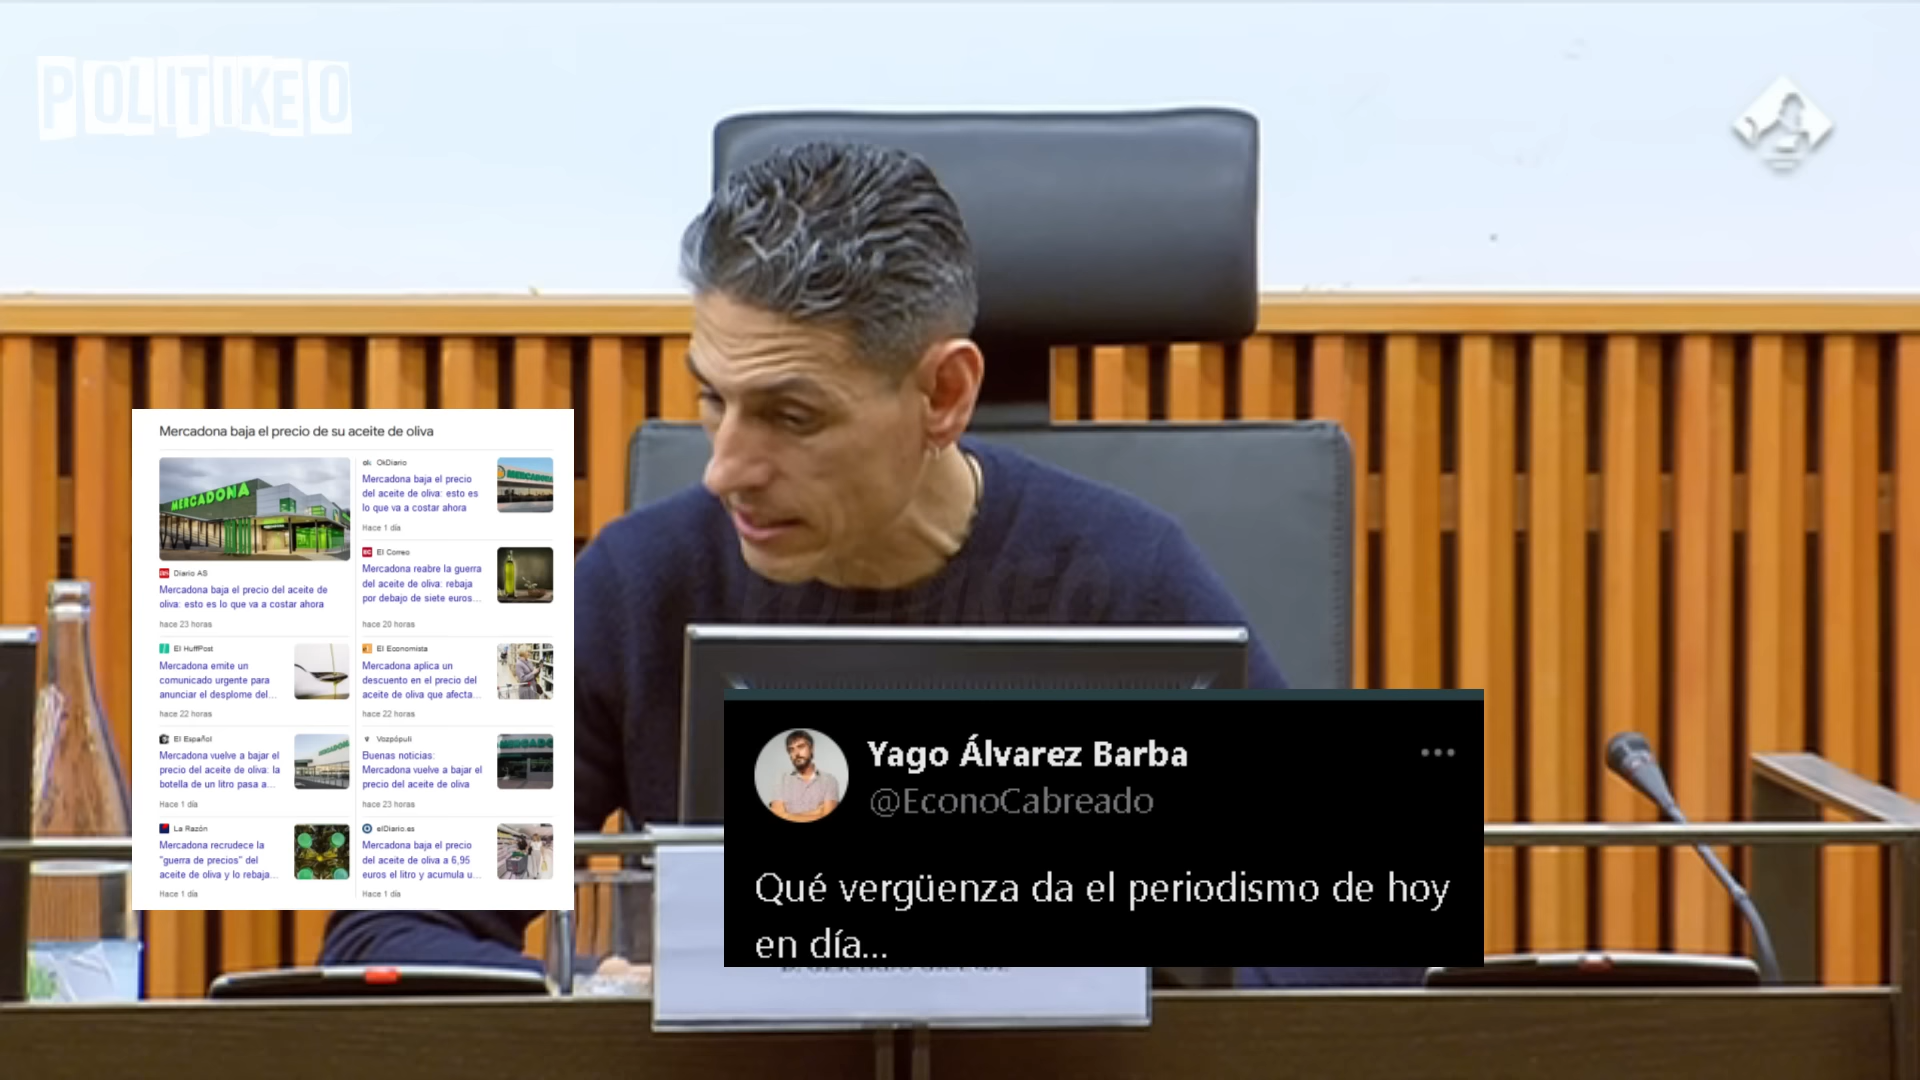 POLITIKEO
Mercadona baja el precio de su aceite de oliva
MERCADONA
Diario AS
Mercadona baja el precio del aceite de
oliva: esto es lo que va a costar ahora
hace 23 horas
ok OkDiario
Mercadona baja el precio
del aceite de oliva: esto es
lo que va a costar ahora
Hace 1 día
EC El Correo
Mercadona reabre la guerra
del aceite de oliva: rebaja
por debajo de siete euros...
hace 20 horas
El HuffPost
Mercadona emite un
comunicado urgente para
anunciar el desplome del...
hace 22 horas
El Economista
Mercadona aplica un
descuento en el precio del
aceite de oliva que afecta...
hace 22 horas
El Español
Mercadona vuelve a bajar el
precio del aceite de oliva: la
botella de un litro pasa a...
Hace 1 día
Vozpópuli
Buenas noticias:
Mercadona vuelve a bajar el
precio del aceite de oliva
hace 23 horas
La Razón
Mercadona recrudece la
"guerra de precios" del
aceite de oliva y lo rebaja...
Hace 1 día
elDiario.es
Mercadona baja el precio
del aceite de oliva a 6,95
euros el litro y acumula u...
Hace 1 día
Yago Álvarez Barba
@EconoCabreado
Qué vergüenza da el periodismo de hoy
en día...